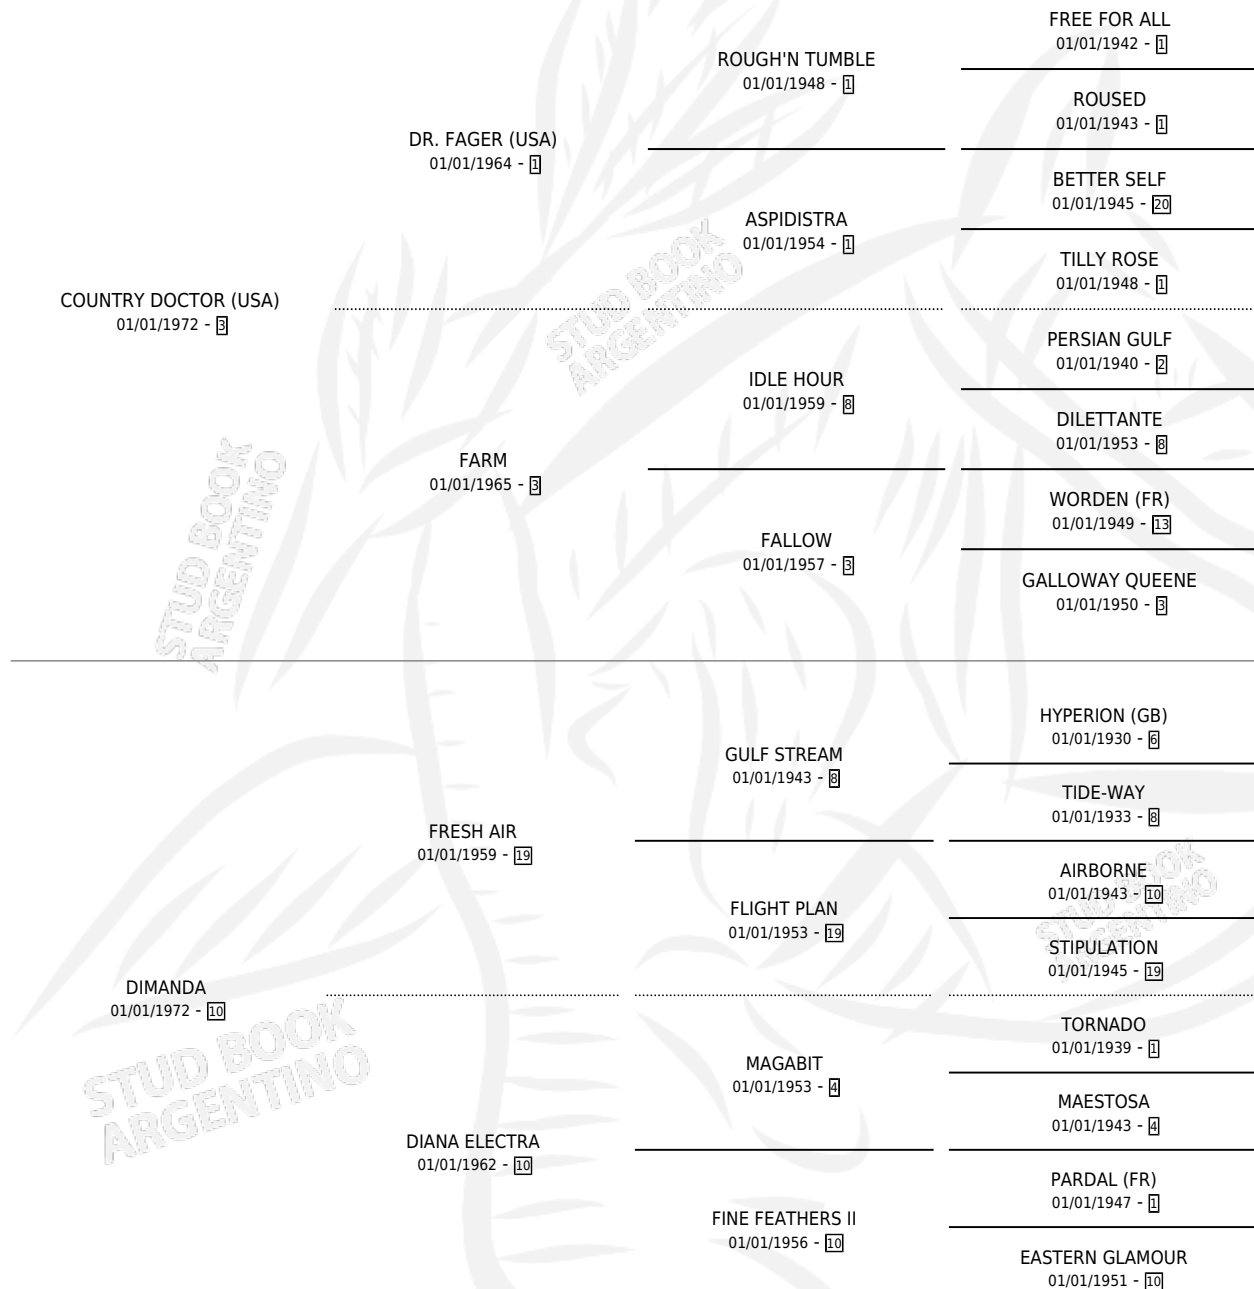 FREE FOR ALL
01/01/1942 - 1
ROUGH'N TUMBLE
01/01/1948 - 1
ROUSED
01/01/1943 - 1
DR. FAGER (USA)
01/01/1964 - 1
BETTER SELF
01/01/1945 - 20
ASPIDISTRA
01/01/1954 - 1
TILLY ROSE
01/01/1948 - 1
COUNTRY DOCTOR (USA)
01/01/1972 - 3
PERSIAN GULF
01/01/1940 - 2
IDLE HOUR
01/01/1959 - 8
DILETTANTE
01/01/1953 - 8
FARM
01/01/1965 - 3
WORDEN (FR)
01/01/1949 - 13
FALLOW
01/01/1957 - 3
GALLOWAY QUEENE
01/01/1950 - 3
HYPERION (GB)
01/01/1930 - 6
GULF STREAM
01/01/1943 - 8
TIDE-WAY
01/01/1933 - 8
FRESH AIR
01/01/1959 - 19
AIRBORNE
01/01/1943 - 10
FLIGHT PLAN
01/01/1953 - 19
STIPULATION
01/01/1945 - 19
DIMANDA
01/01/1972 - 10
TORNADO
01/01/1939 - 1
MAGABIT
01/01/1953 - 4
MAESTOSA
01/01/1943 - 4
DIANA ELECTRA
01/01/1962 - 10
PARDAL (FR)
01/01/1947 - 1
FINE FEATHERS II
01/01/1956 - 10
EASTERN GLAMOUR
01/01/1951 - 10
STUD BOOK
ARGENTINO
STUD BOOK
ARGENTINO
STUD BOOK
ARGENTINO
STUD BOOK
ARGENTINO